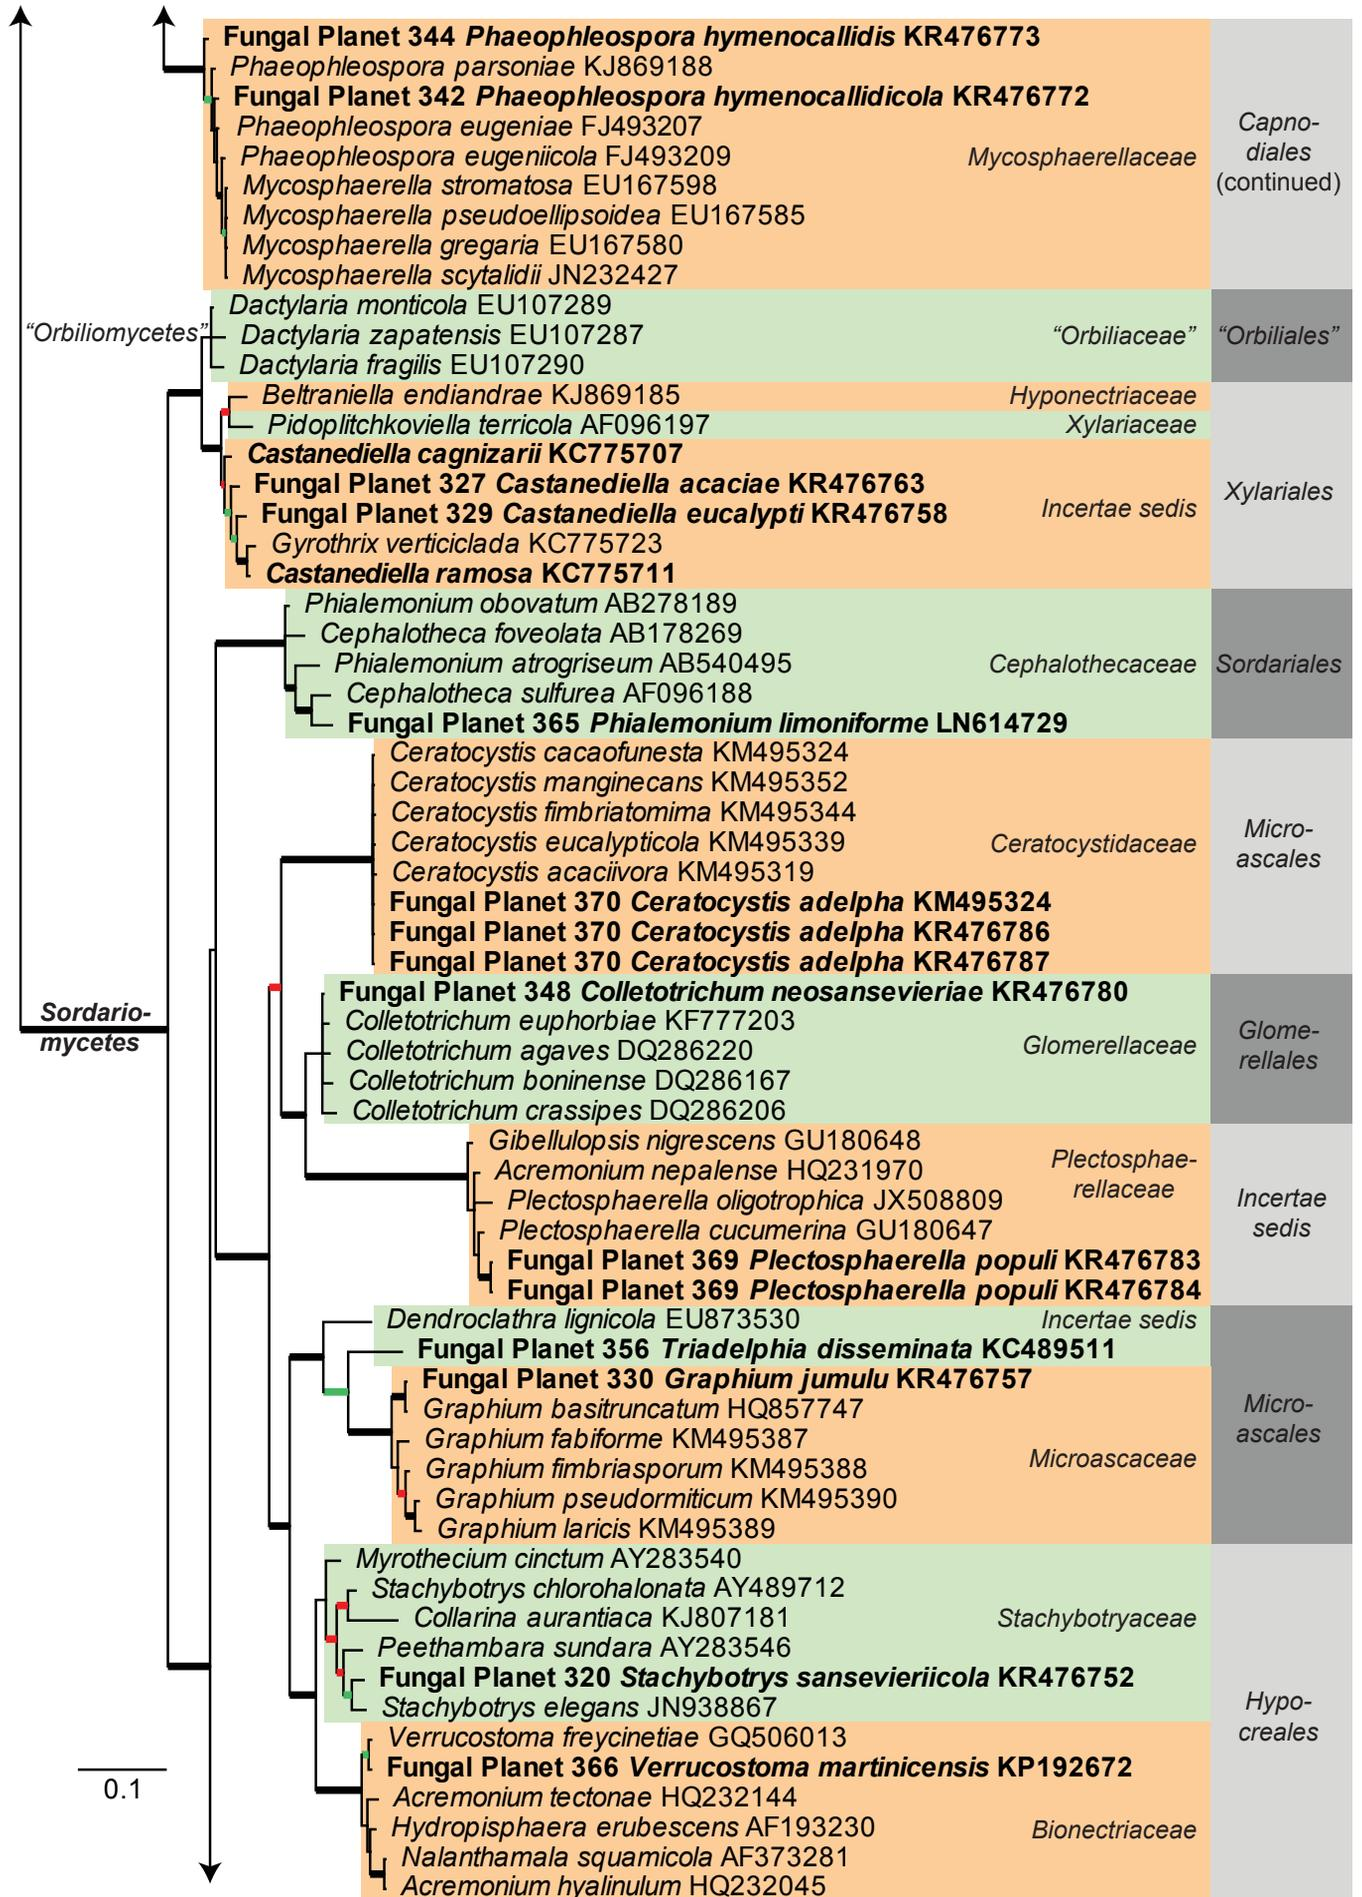 Fungal Planet 344 Phaeophleospora hymenocallidis KR476773
Phaeophleospora parsoniae KJ869188
Fungal Planet 342 Phaeophleospora hymenocallidicola KR476772
Phaeophleospora eugeniae FJ493207
Phaeophleospora eugeniicola FJ493209
Mycosphaerella stromatosa EU167598
Mycosphaerella pseudoellipsoidea EU167585
Mycosphaerella gregaria EU167580
Mycosphaerella scytalidii JN232427
Mycosphaerellaceae
Capno-
diales
(continued)
“Orbiliomycetes”
Dactylaria monticola EU107289
Dactylaria zapatensis EU107287
Dactylaria fragilis EU107290
“Orbiliaceae”
“Orbiliales”
Beltraniella endiandrae KJ869185
Hyponectriaceae
Pidoplitchkoviella terricola AF096197
Xylariaceae
Castanediella cagnizarii KC775707
Fungal Planet 327 Castanediella acaciae KR476763
Fungal Planet 329 Castanediella eucalypti KR476758
Gyrothrix verticiclada KC775723
Castanediella ramosa KC775711
Incertae sedis
Xylariales
Phialemonium obovatum AB278189
Cephalotheca foveolata AB178269
Phialemonium atrogriseum AB540495
Cephalotheca sulfurea AF096188
Fungal Planet 365 Phialemonium limoniforme LN614729
Cephalothecaceae
Sordariales
Ceratocystis cacaofunesta KM495324
Ceratocystis manginecans KM495352
Ceratocystis fimbriatomima KM495344
Ceratocystis eucalypticola KM495339
Ceratocystis acaciivora KM495319
Fungal Planet 370 Ceratocystis adelpha KM495324
Fungal Planet 370 Ceratocystis adelpha KR476786
Fungal Planet 370 Ceratocystis adelpha KR476787
Ceratocystidaceae
Micro-
ascales
Sordario-
mycetes
Fungal Planet 348 Colletotrichum neosansevieriae KR476780
Colletotrichum euphorbiae KF777203
Colletotrichum agaves DQ286220
Colletotrichum boninense DQ286167
Colletotrichum crassipes DQ286206
Glomerellaceae
Glome-
rellales
Gibellulopsis nigrescens GU180648
Acremonium nepalense HQ231970
Plectosphaerella oligotrophica JX508809
Plectosphaerella cucumerina GU180647
Fungal Planet 369 Plectosphaerella populi KR476783
Fungal Planet 369 Plectosphaerella populi KR476784
Plectosphae-
rellaceae
Incertae
sedis
Dendroclathra lignicola EU873530
Incertae sedis
Fungal Planet 356 Triadelphia disseminata KC489511
Fungal Planet 330 Graphium jumulu KR476757
Graphium basitruncatum HQ857747
Graphium fabiforme KM495387
Graphium fimbriasporum KM495388
Graphium pseudormiticum KM495390
Graphium laricis KM495389
Microascaceae
Micro-
ascales
Myrothecium cinctum AY283540
Stachybotrys chlorohalonata AY489712
Collarina aurantiaca KJ807181
Peethambara sundara AY283546
Fungal Planet 320 Stachybotrys sansevieriicola KR476752
Stachybotrys elegans JN938867
Stachybotryaceae
Hypo-
creales
Verrucostoma freycinetiae GQ506013
Fungal Planet 366 Verrucostoma martinicensis KP192672
Acremonium tectonae HQ232144
Hydropisphaera erubescens AF193230
Nalanthamala squamicola AF373281
Acremonium hyalinulum HQ232045
Bionectriaceae
0.1